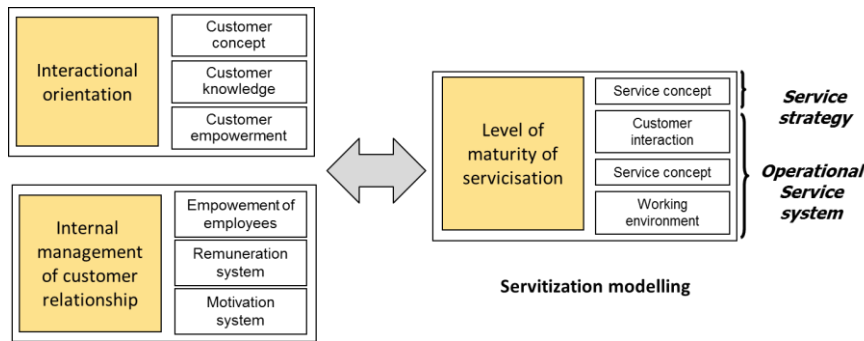 Interactional
orientation
Customer
concept
Customer
knowledge
Customer
empowerment
Internal
management
of customer
relationship
Empowement of
employees
Remuneration
system
Motivation
system
Level of
maturity of
servicisation
Service concept
Customer
interaction
Service concept
Working
environment
Service
strategy
Operational
Service
system
Servitization modelling